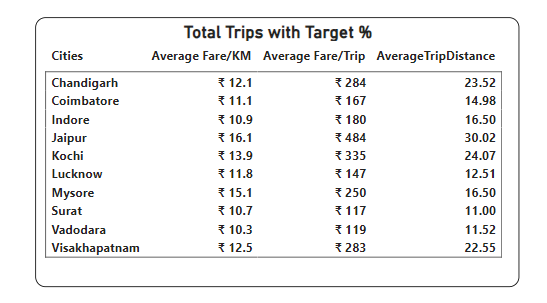 Total Trips with Target %
Cities Average Fare/KM Average Fare/Trip AverageTripDistance
Chandigarh ₹ 12.1 ₹ 284 23.52
Coimbatore ₹ 11.1 ₹ 167 14.98
Indore ₹ 10.9 ₹ 180 16.50
Jaipur ₹ 16.1 ₹ 484 30.02
Kochi ₹ 13.9 ₹ 335 24.07
Lucknow ₹ 11.8 ₹ 147 12.51
Mysore ₹ 15.1 ₹ 250 16.50
Surat ₹ 10.7 ₹ 117 11.00
Vadodara ₹ 10.3 ₹ 119 11.52
Visakhapatnam ₹ 12.5 ₹ 283 22.55